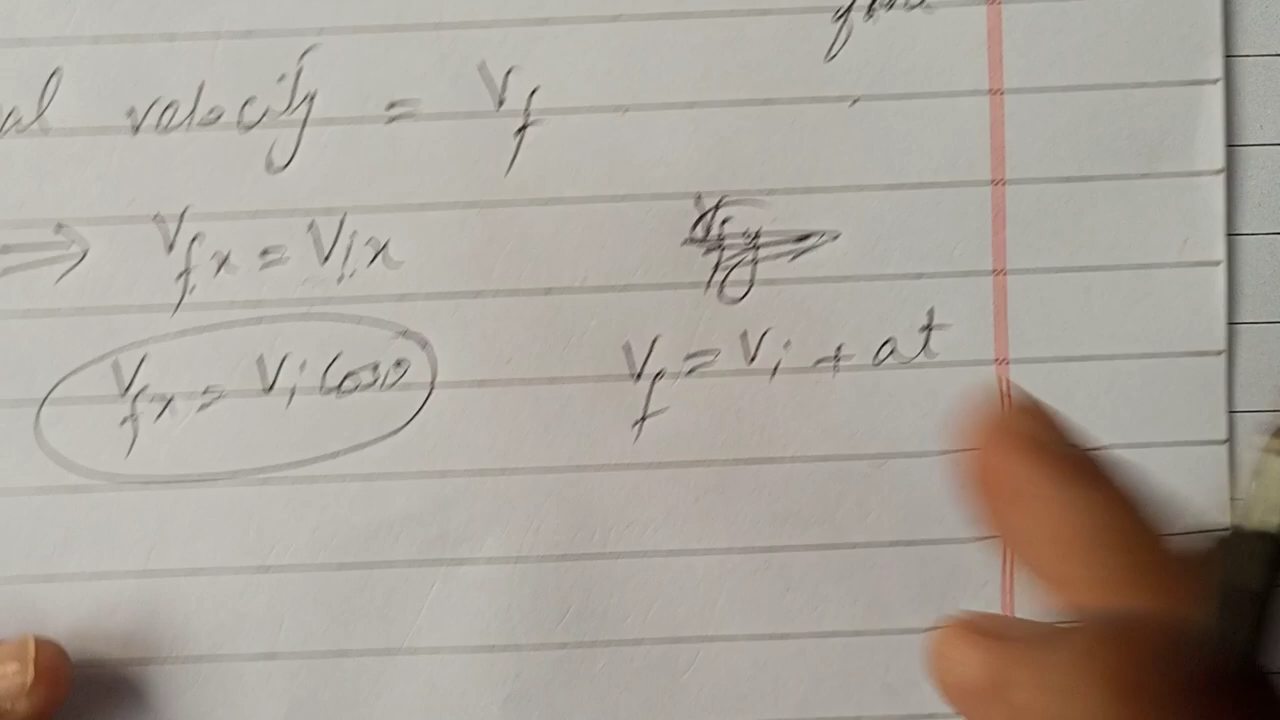 velocity = Vf
⇒ Vfx = Vix
Vfx = Vi Cosθ
Vf = Vi + at